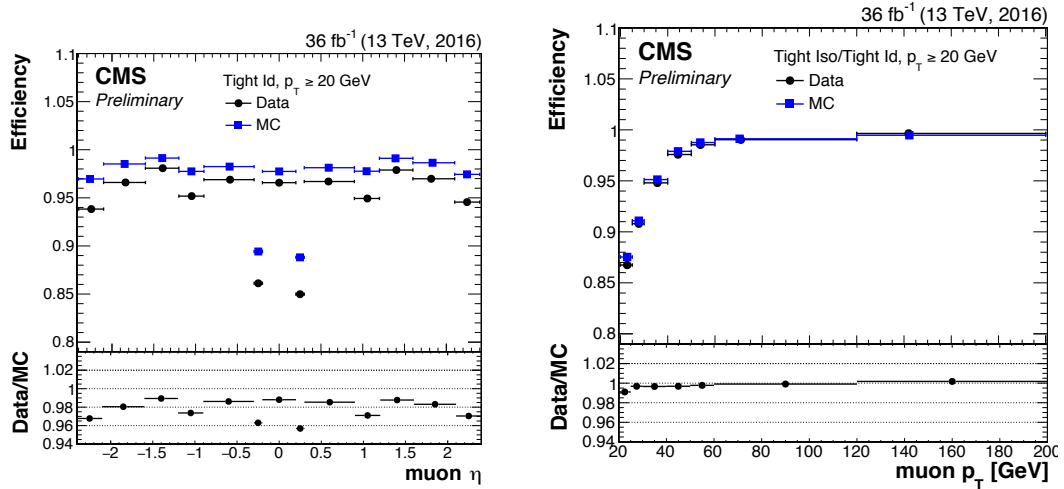 36 fb⁻¹ (13 TeV, 2016)
Efficiency
1.1
1.05
1
0.95
0.9
0.85
0.8
CMS
Preliminary
Tight Id, p_T ≥ 20 GeV
Data
MC
Data/MC
1.02
1
0.98
0.96
0.94
−2 −1.5 −1 −0.5 0 0.5 1 1.5 2
muon η
36 fb⁻¹ (13 TeV, 2016)
Efficiency
1.1
1.05
1
0.95
0.9
0.85
0.8
CMS
Preliminary
Tight Iso/Tight Id, p_T ≥ 20 GeV
Data
MC
Data/MC
1.02
1
0.98
0.96
0.94
20 40 60 80 100 120 140 160 180 200
muon p_T [GeV]